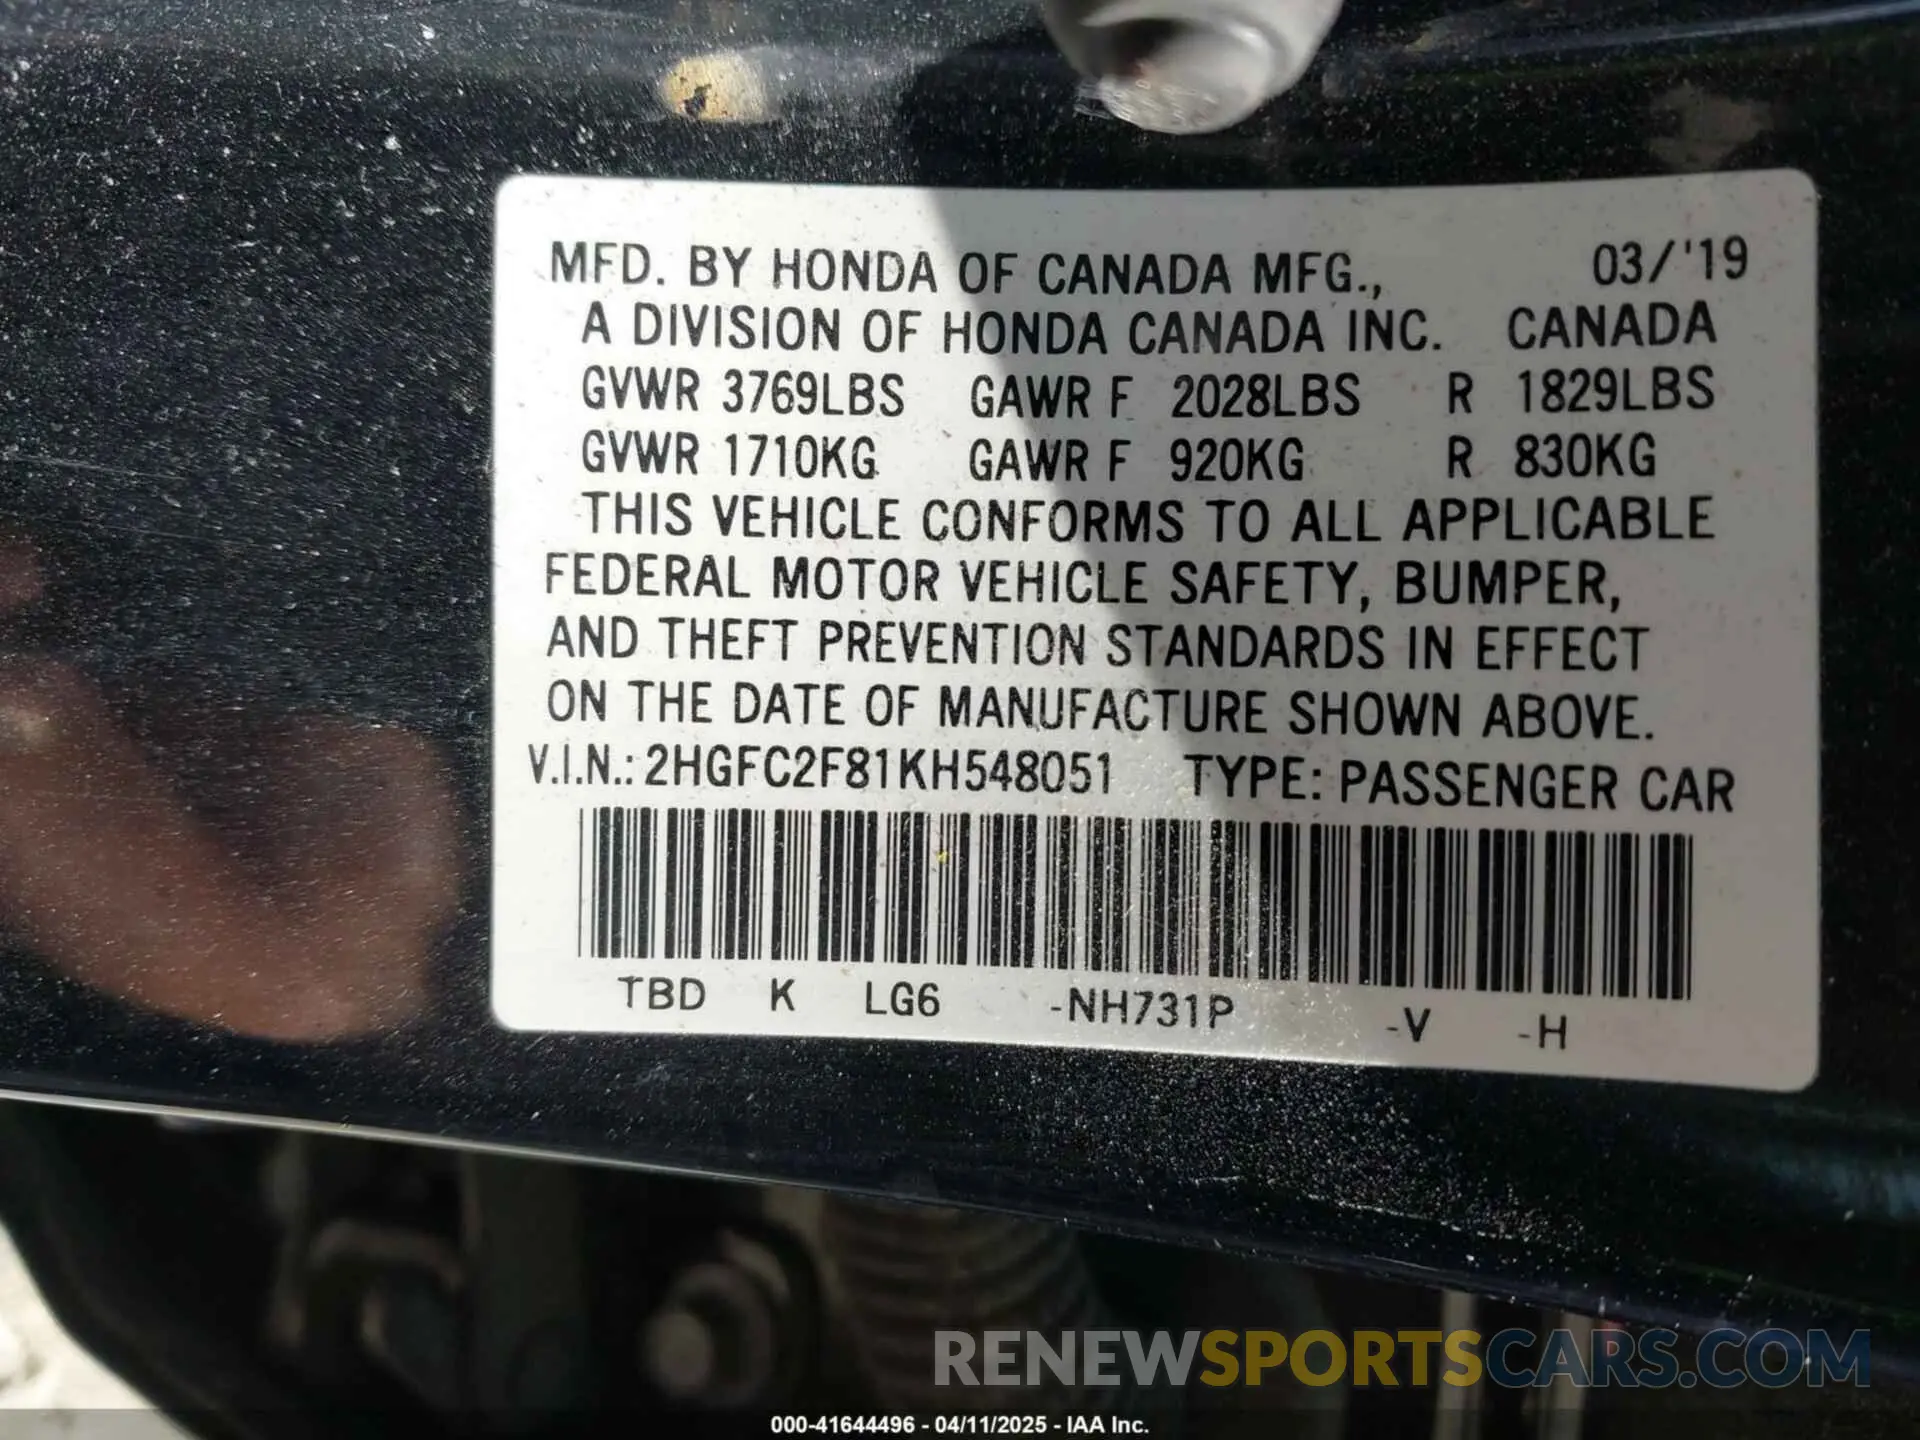 MFD. BY HONDA OF CANADA MFG., 03/'19
A DIVISION OF HONDA CANADA INC. CANADA
GVWR 3769LBS GAWR F 2028LBS R 1829LBS
GVWR 1710KG GAWR F 920KG R 830KG
THIS VEHICLE CONFORMS TO ALL APPLICABLE
FEDERAL MOTOR VEHICLE SAFETY, BUMPER,
AND THEFT PREVENTION STANDARDS IN EFFECT
ON THE DATE OF MANUFACTURE SHOWN ABOVE.
V.I.N.: 2HGFC2F81KH548051 TYPE: PASSENGER CAR
TBD K LG6 -NH731P -V -H
RENEWSPORTSCARS.COM
000-41644496 - 04/11/2025 - IAA Inc.